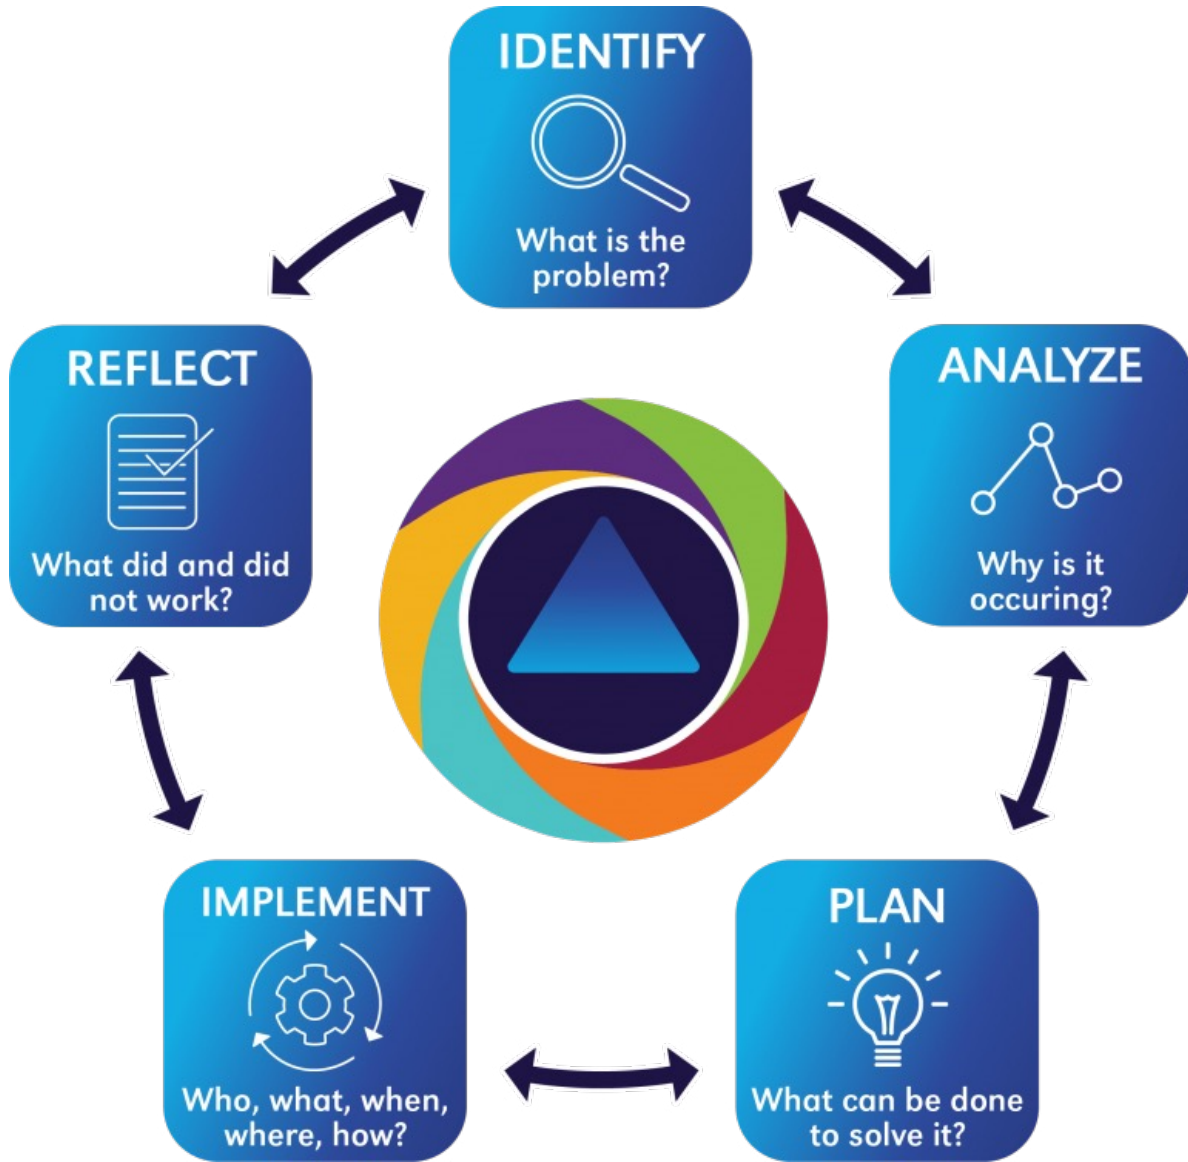 IDENTIFY
What is the
problem?
ANALYZE
Why is it
occuring?
PLAN
What can be done
to solve it?
IMPLEMENT
Who, what, when,
where, how?
REFLECT
What did and did
not work?